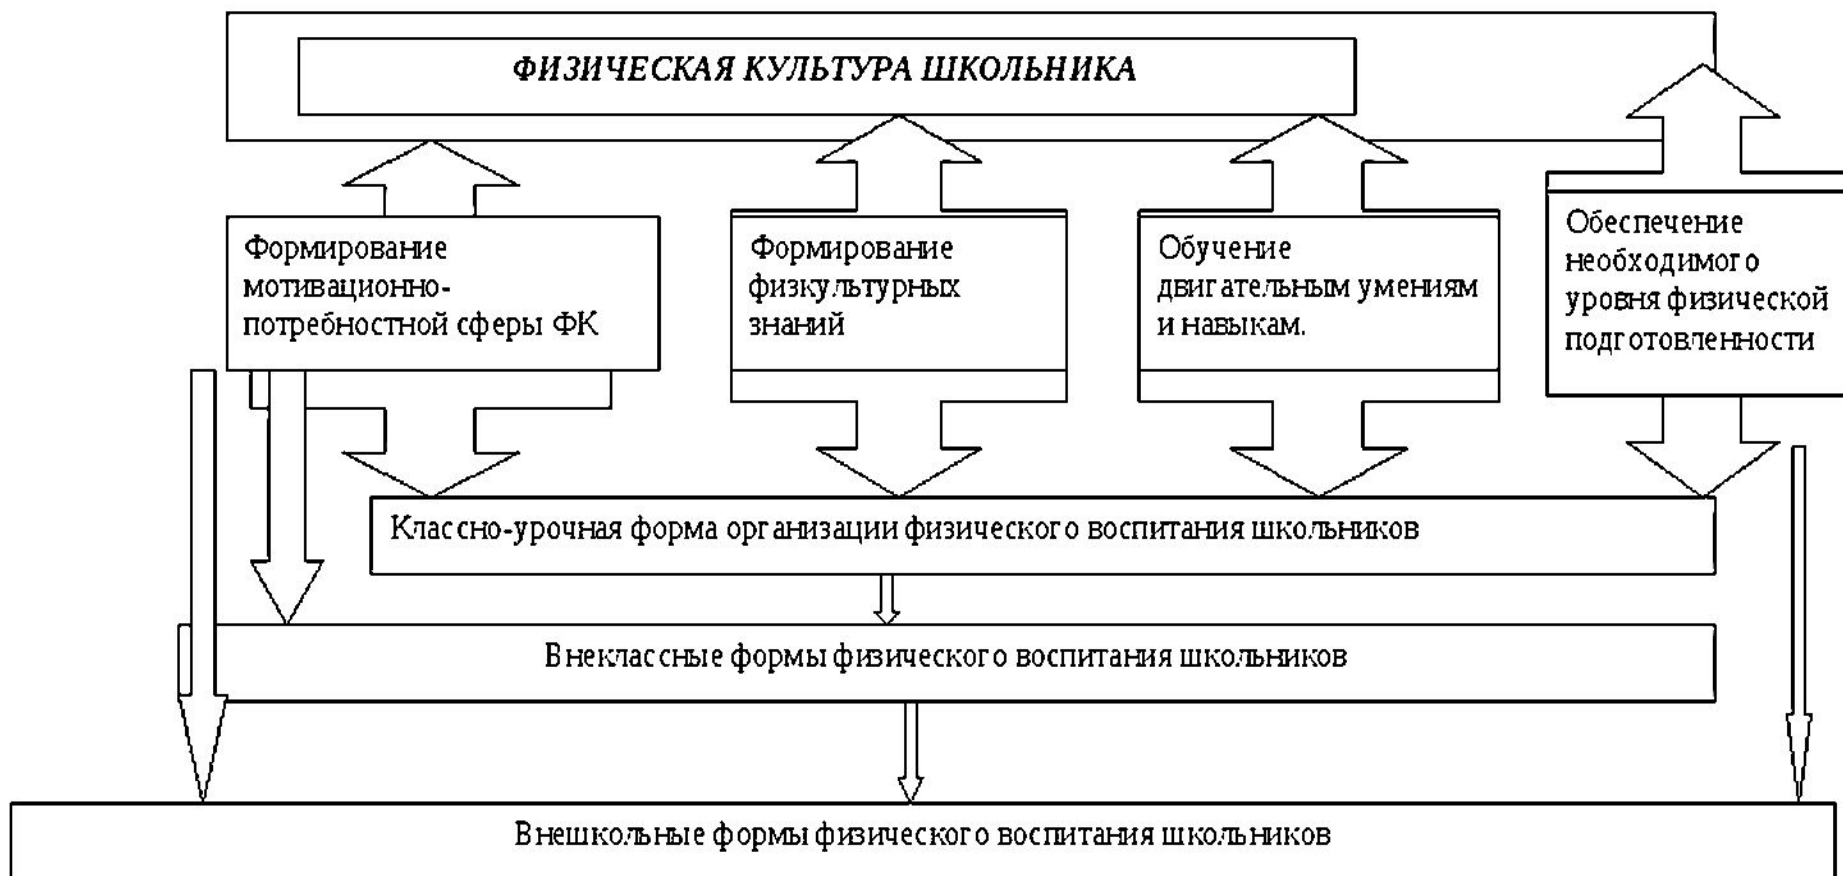 ФИЗИЧЕСКАЯ КУЛЬТУРА ШКОЛЬНИКА
Формирование
мотивационно-
потребностной сферы ФК
Формирование
физкультурных
знаний
Обучение
двигательным умениям
и навыкам.
Обеспечение
необходимого
уровня физической
подготовленности
Классно-урочная форма организации физического воспитания школьников
Внеклассные формы физического воспитания школьников
Внешкольные формы физического воспитания школьников